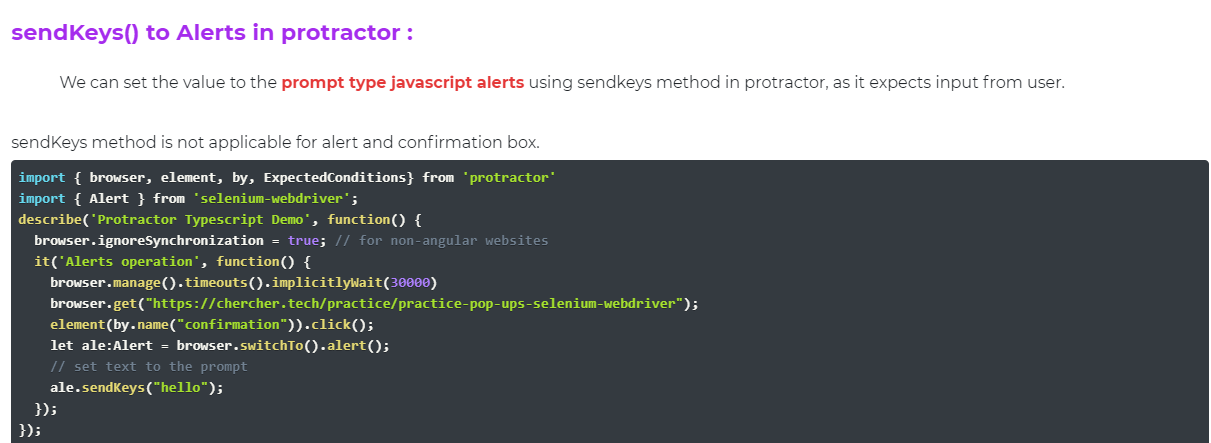 sendKeys() to Alerts in protractor :
We can set the value to the prompt type javascript alerts using sendkeys method in protractor, as it expects input from user.
sendKeys method is not applicable for alert and confirmation box.
import { browser, element, by, ExpectedConditions} from 'protractor'
import { Alert } from 'selenium-webdriver';
describe('Protractor Typescript Demo', function() {
  browser.ignoreSynchronization = true; // for non-angular websites
  it('Alerts operation', function() {
    browser.manage().timeouts().implicitlyWait(30000)
    browser.get("https://chercher.tech/practice/practice-pop-ups-selenium-webdriver");
    element(by.name("confirmation")).click();
    let ale:Alert = browser.switchTo().alert();
    // set text to the prompt
    ale.sendKeys("hello");
  });
});